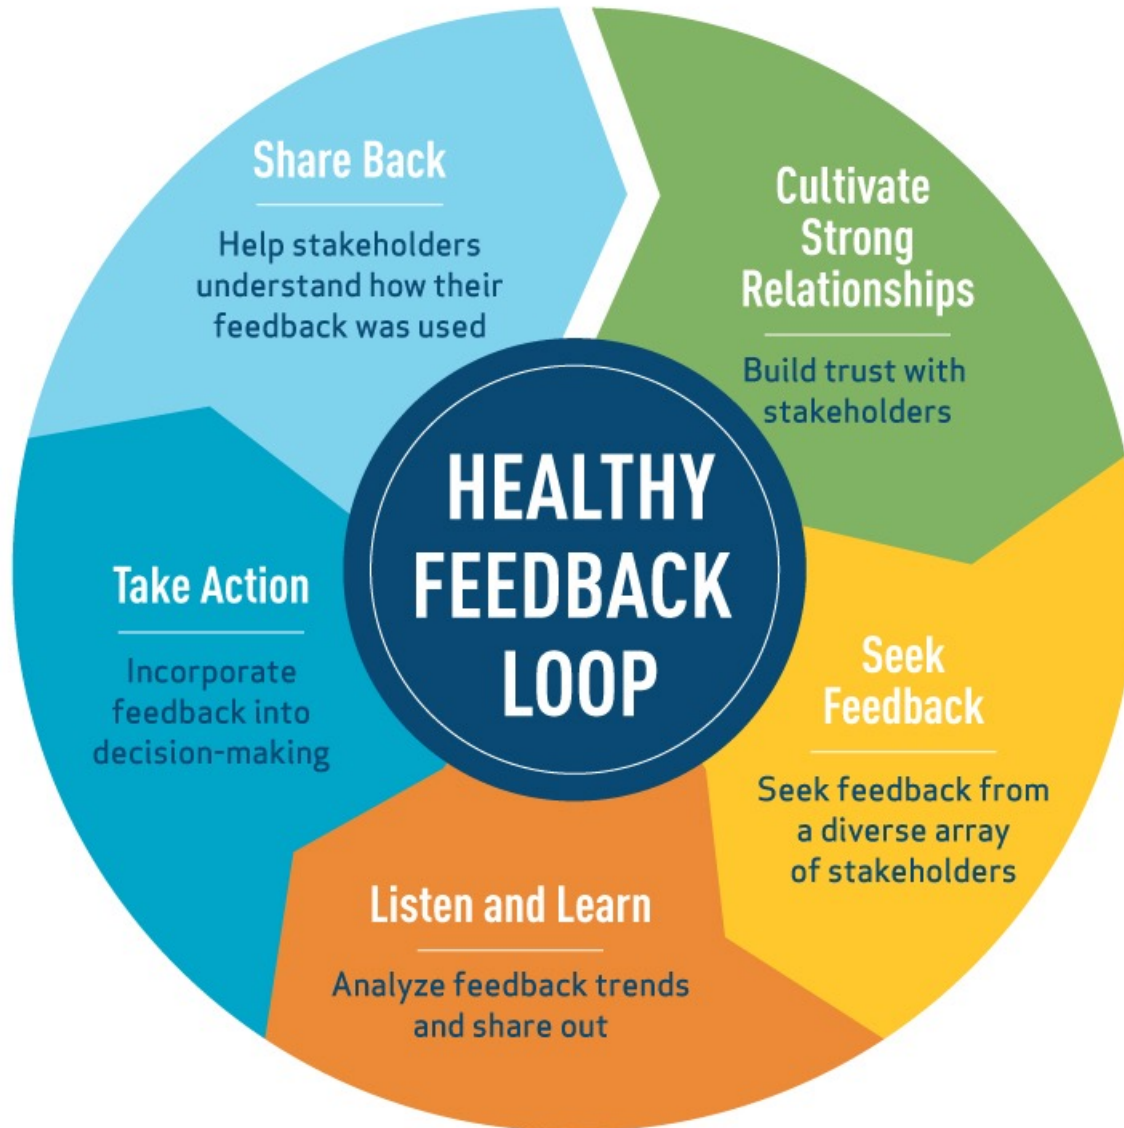 HEALTHY
FEEDBACK
LOOP
Cultivate
Strong
Relationships
Build trust with
stakeholders
Seek
Feedback
Seek feedback from
a diverse array
of stakeholders
Listen and Learn
Analyze feedback trends
and share out
Take Action
Incorporate
feedback into
decision-making
Share Back
Help stakeholders
understand how their
feedback was used